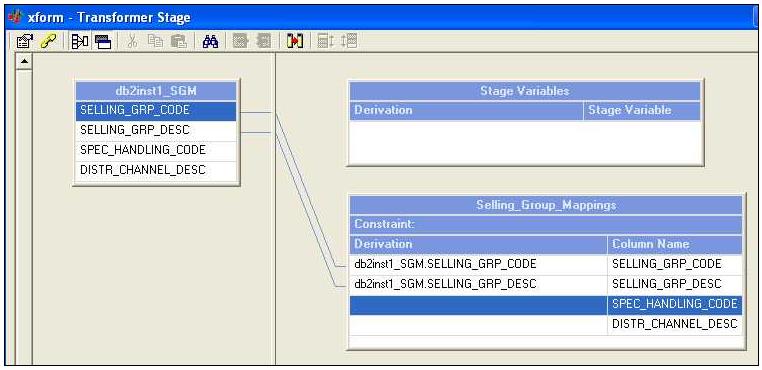 xform - Transformer Stage
db2inst1_SGM
SELLING_GRP_CODE
SELLING_GRP_DESC
SPEC_HANDLING_CODE
DISTR_CHANNEL_DESC
Stage Variables
Derivation Stage Variable
Selling_Group_Mappings
Constraint:
Derivation Column Name
db2inst1_SGM.SELLING_GRP_CODE SELLING_GRP_CODE
db2inst1_SGM.SELLING_GRP_DESC SELLING_GRP_DESC
SPEC_HANDLING_CODE
DISTR_CHANNEL_DESC